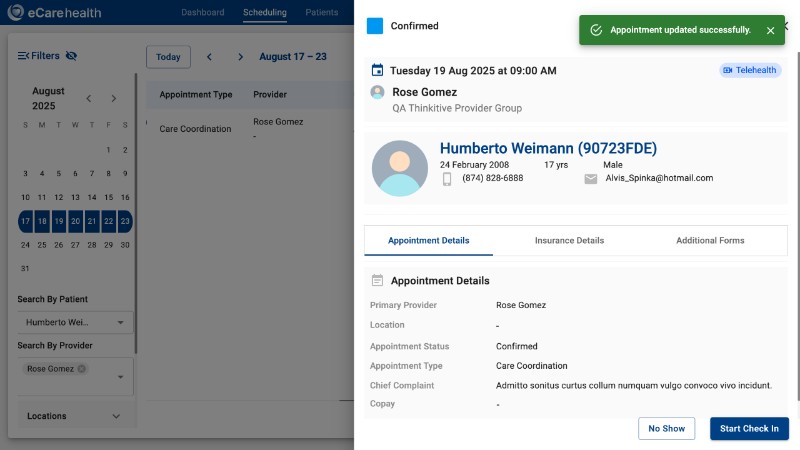 eCarehealth
Dashboard
Scheduling
Patients
Filters
August
2025
S M T W T F S
1 2
3 4 5 6 7 8 9
10 11 12 13 14 15 16
17 18 19 20 21 22 23
24 25 26 27 28 29 30
31
Search By Patient
Humberto Wei...
Search By Provider
Rose Gomez
Locations
Today
August 17 – 23
Appointment Type Provider
Care Coordination
Rose Gomez
-
Confirmed
Appointment updated successfully.
Tuesday 19 Aug 2025 at 09:00 AM
Telehealth
Rose Gomez
QA Thinkitive Provider Group
Humberto Weimann (90723FDE)
24 February 2008 17 yrs Male
(874) 828-6888 Alvis_Spinka@hotmail.com
Appointment Details Insurance Details Additional Forms
Appointment Details
Primary Provider Rose Gomez
Location -
Appointment Status Confirmed
Appointment Type Care Coordination
Chief Complaint Admitto sonitus curtus collum numquam vulgo convoco vivo incidunt.
Copay -
No Show Start Check In